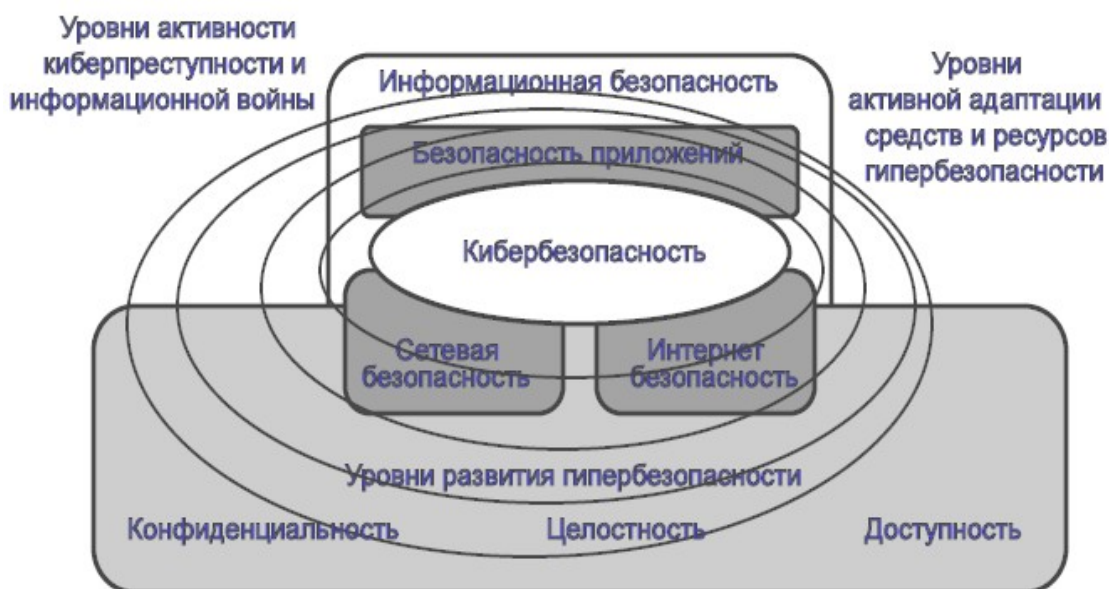 Уровни активности
киберпреступности и
информационной войны
Информационная безопасность
Уровни
активной адаптации
средств и ресурсов
гипербезопасности
Безопасность приложений
Кибербезопасность
Сетевая
безопасность
Интернет
безопасность
Уровни развития гипербезопасности
Конфиденциальность
Целостность
Доступность